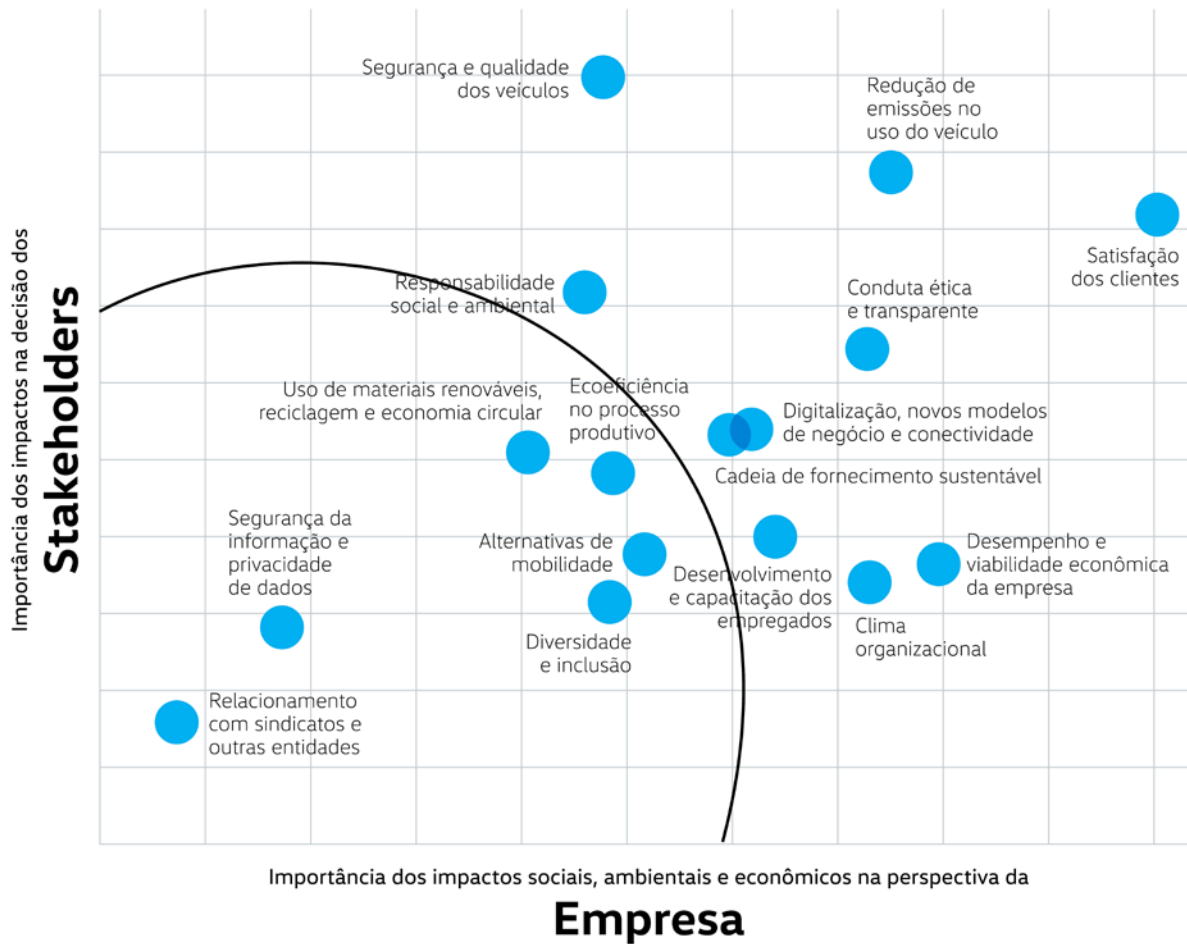 Segurança e qualidade
dos veículos
Redução de
emissões no
uso do veículo
Satisfação
dos clientes
Responsabilidade
social e ambiental
Conduta ética
e transparente
Uso de materiais renováveis,
reciclagem e economia circular
Ecoeficiência
no processo
produtivo
Digitalização, novos modelos
de negócio e conectividade
Cadeia de fornecimento sustentável
Segurança da
informação e
privacidade
de dados
Alternativas de
mobilidade
Desenvolvimento
e capacitação dos
empregados
Desempenho e
viabilidade econômica
da empresa
Clima
organizacional
Diversidade
e inclusão
Relacionamento
com sindicatos e
outras entidades
Importância dos impactos na decisão dos
Stakeholders
Importância dos impactos sociais, ambientais e econômicos na perspectiva da
Empresa